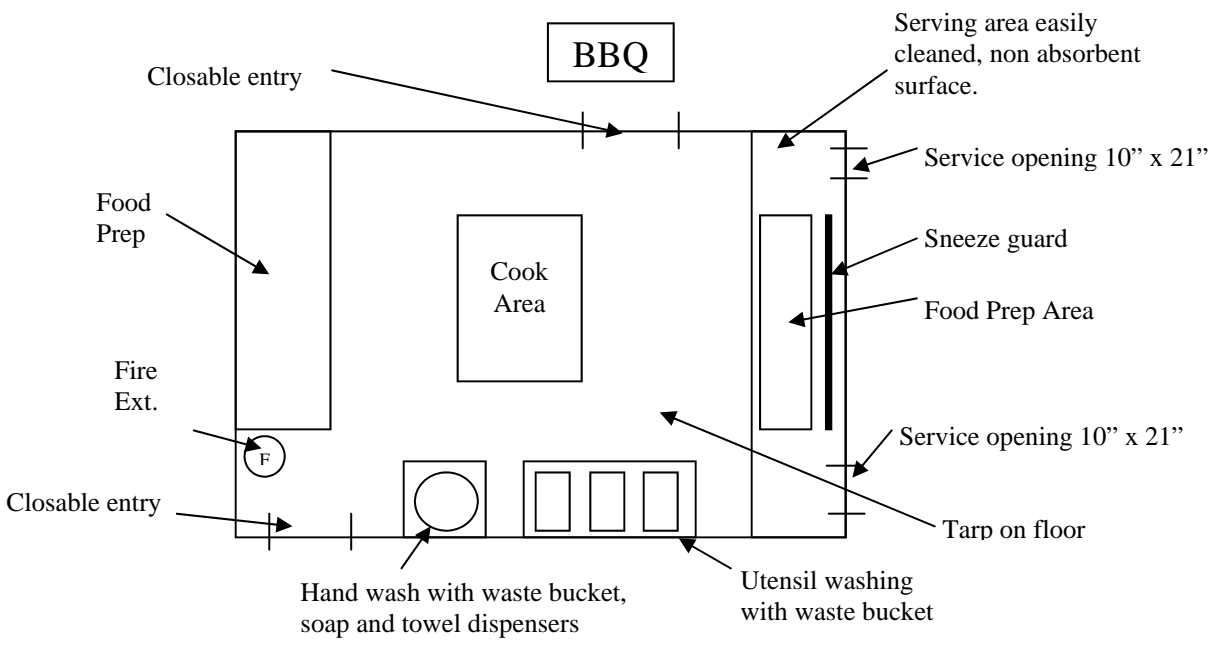 BBQ
Serving area easily
cleaned, non absorbent
surface.
Closable entry
Service opening 10” x 21”
Food
Prep
Sneeze guard
Cook
Area
Food Prep Area
Fire
Ext.
Service opening 10” x 21”
F
Closable entry
Tarp on floor
Hand wash with waste bucket,
soap and towel dispensers
Utensil washing
with waste bucket